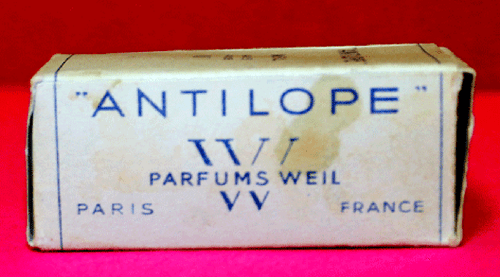 "ANTILOPE"
W
PARFUMS WEIL
W
PARIS FRANCE